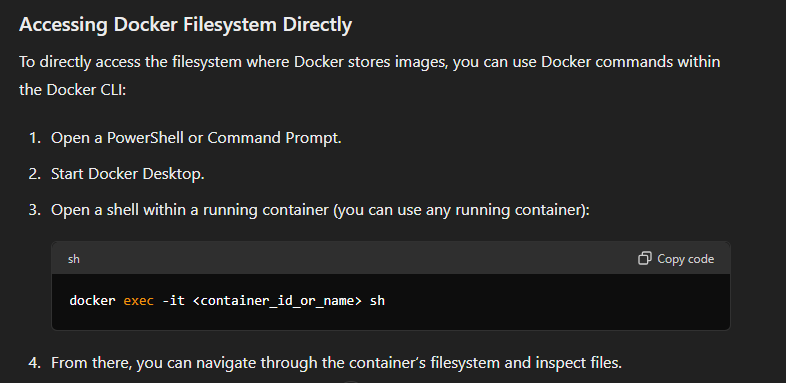 Accessing Docker Filesystem Directly
To directly access the filesystem where Docker stores images, you can use Docker commands within
the Docker CLI:
1. Open a PowerShell or Command Prompt.
2. Start Docker Desktop.
3. Open a shell within a running container (you can use any running container):
sh
Copy code
docker exec -it <container_id_or_name> sh
4. From there, you can navigate through the container's filesystem and inspect files.